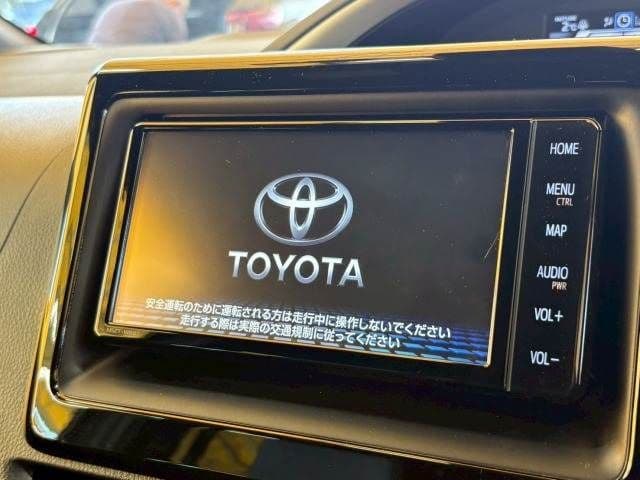 OUTSIDE
2℃
HOME
MENU
CTRL
MAP
AUDIO
PWR
VOL+
VOL−
TOYOTA
安全運転のために運転される方は走行中に操作しないでください
走行する際は実際の交通規制に従ってください